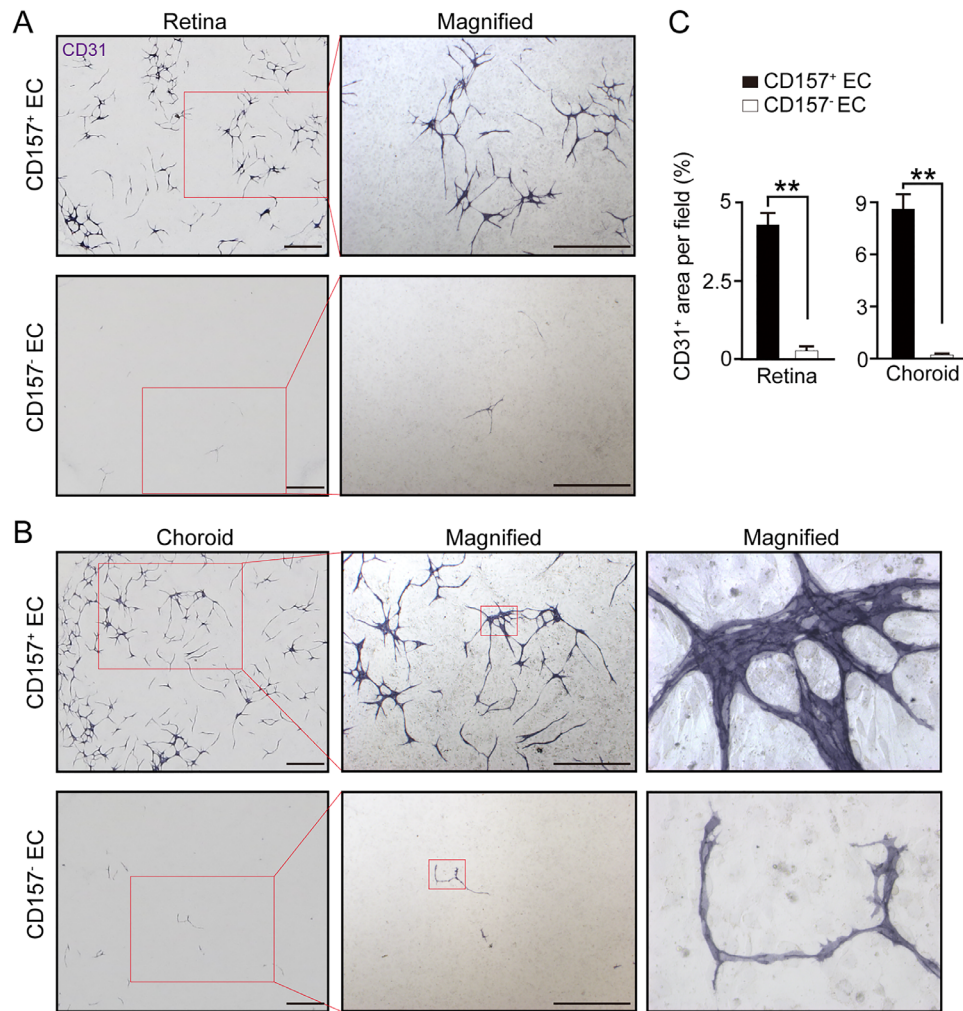 A
Retina
Magnified
CD157⁺ EC
CD31
CD157⁻ EC
B
Choroid
Magnified
Magnified
CD157⁺ EC
CD157⁻ EC
C
CD157⁺ EC
CD157⁻ EC
CD31⁺ area per field (%)
5
2.5
0
**
Retina
9
6
3
0
**
Choroid